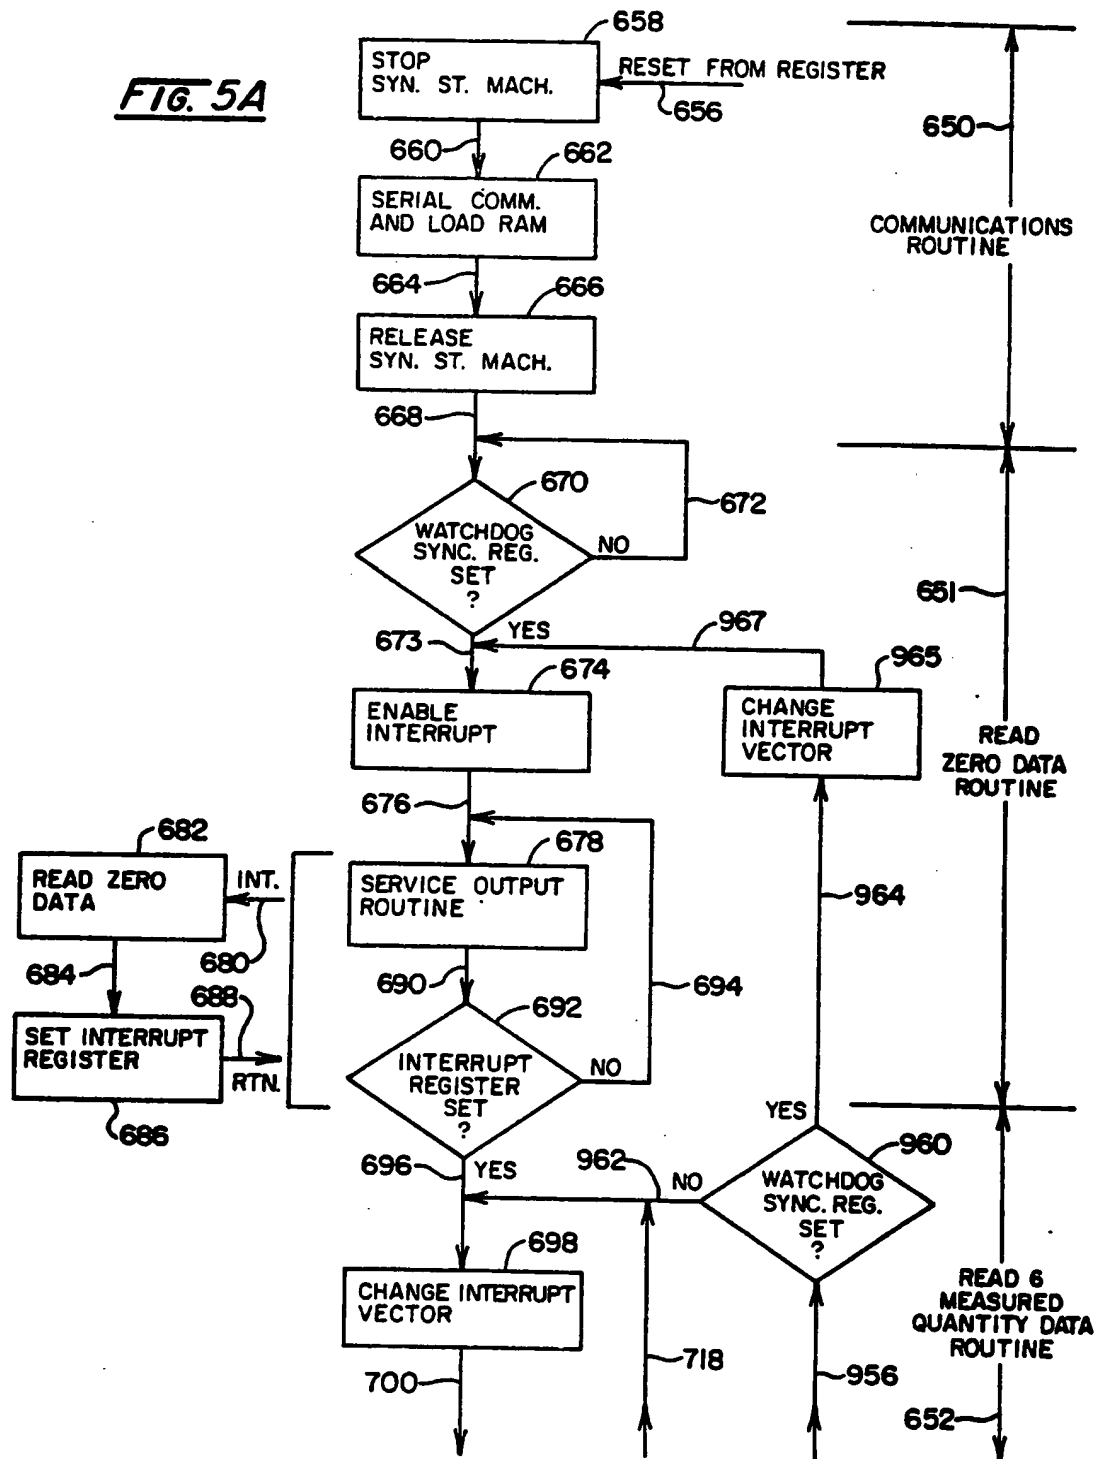 FIG. 5A
658
STOP
SYN. ST. MACH.
RESET FROM REGISTER
656
650
660
662
SERIAL COMM.
AND LOAD RAM
COMMUNICATIONS
ROUTINE
664
666
RELEASE
SYN. ST. MACH.
668
670
672
WATCHDOG
SYNC. REG.
SET
?
NO
651
YES
673
967
965
674
ENABLE
INTERRUPT
CHANGE
INTERRUPT
VECTOR
READ
ZERO DATA
ROUTINE
676
682
678
READ ZERO
DATA
INT.
SERVICE OUTPUT
ROUTINE
964
680
684
690
694
688
692
SET INTERRUPT
REGISTER
RTN.
INTERRUPT
REGISTER
SET
?
NO
686
YES
960
696
YES
962
NO
WATCHDOG
SYNC. REG.
SET
?
698
CHANGE INTERRUPT
VECTOR
READ 6
MEASURED
QUANTITY DATA
ROUTINE
700
718
956
652